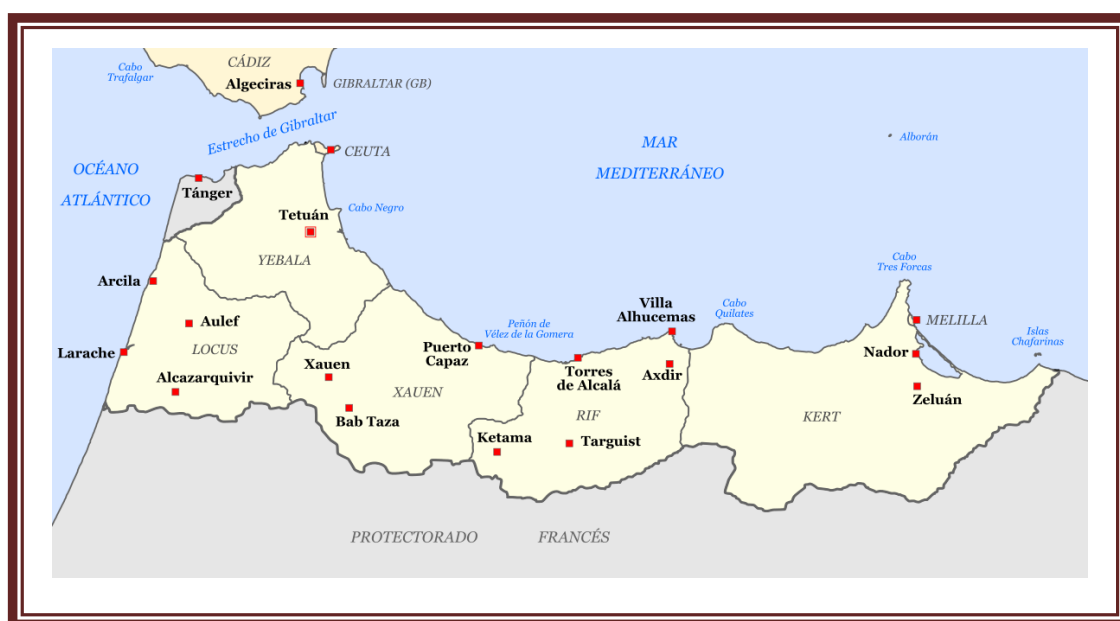 CÁDIZ
Cabo
Trafalgar
Algeciras
GIBRALTAR (GB)
Estrecho de Gibraltar
MAR
MEDITERRÁNEO
Alborán
CEUTA
OCÉANO
ATLÁNTICO
Tánger
Tetuán
Cabo Negro
YEBALA
Cabo
Tres Forcas
Arcila
Villa
Alhucemas
Cabo
Quilates
Aulef
Peñón de
Vélez de la Gomera
MELILLA
Islas
Chafarinas
Larache
LOCUS
Puerto
Capaz
Nador
Xauen
Torres
de Alcalá
Axdir
Alcazarquivir
XAUEN
Zeluán
Bab Taza
RIF
KERT
Ketama
Targuist
PROTECTORADO FRANCÉS